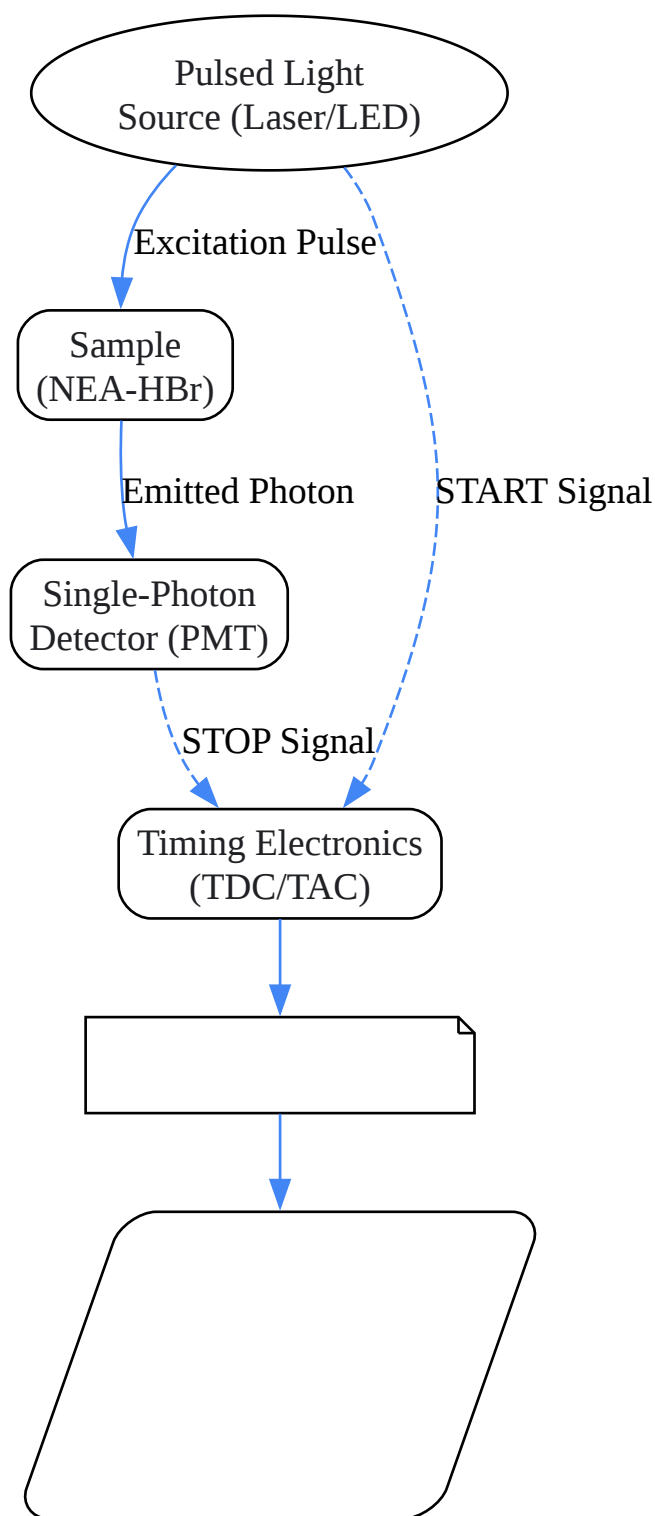 Pulsed Light
Source (Laser/LED)
Excitation Pulse
Sample
(NEA-HBr)
Emitted Photon
START Signal
Single-Photon
Detector (PMT)
STOP Signal
Timing Electronics
(TDC/TAC)